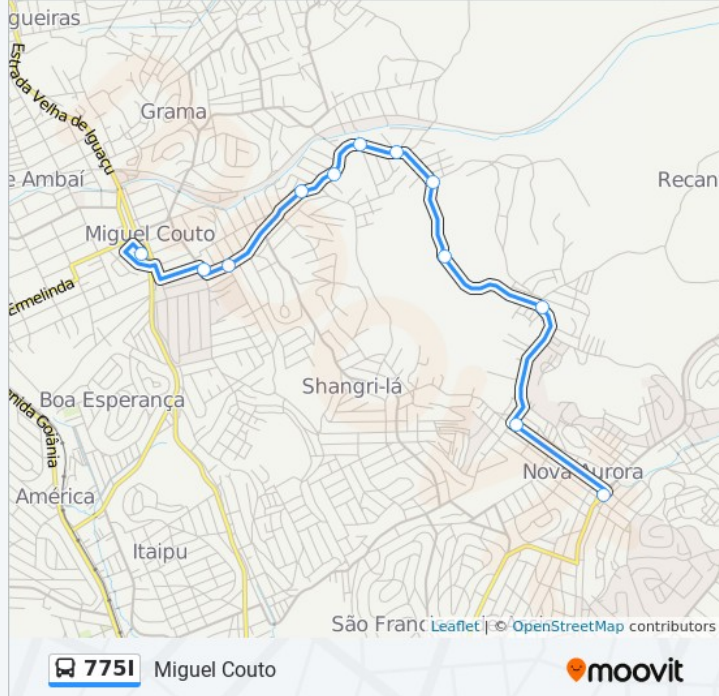 gueiras
Estrada Velha de Iguaçu
Grama
e Ambaí
Recan
Miguel Couto
Ermelinda
Shangri-lá
Boa Esperança
nida Goiânia
Nova Aurora
América
Itaipu
São Franc
Leaflet | © OpenStreetMap contributors
775I Miguel Couto
moovit